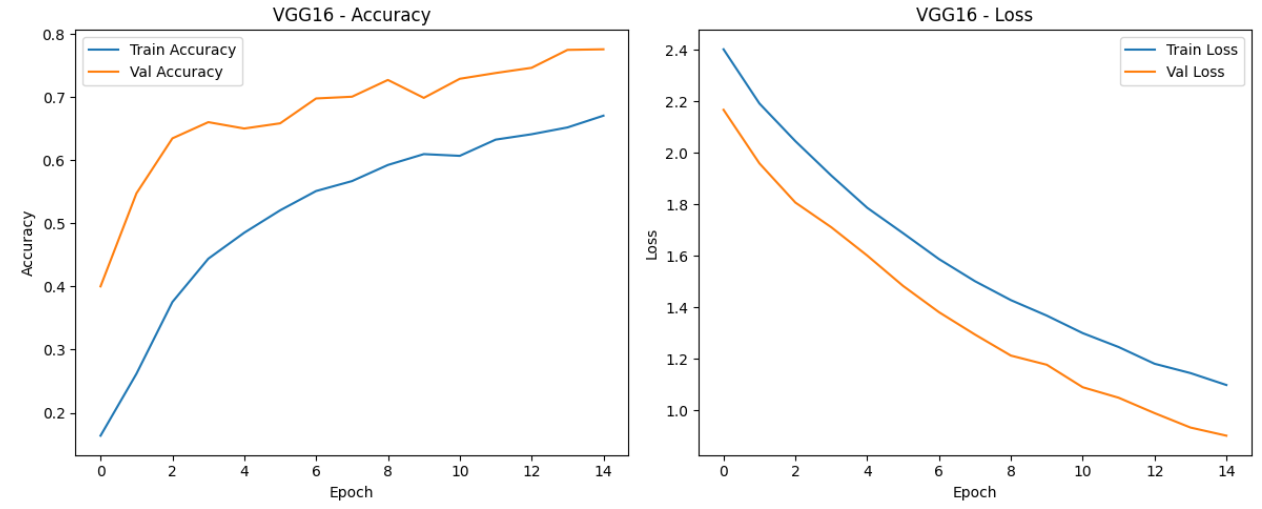 VGG16 - Accuracy
0.8
0.7
0.6
0.5
0.4
0.3
0.2
Accuracy
Train Accuracy
Val Accuracy
0 2 4 6 8 10 12 14
Epoch
VGG16 - Loss
2.4
2.2
2.0
1.8
1.6
1.4
1.2
1.0
Loss
Train Loss
Val Loss
0 2 4 6 8 10 12 14
Epoch